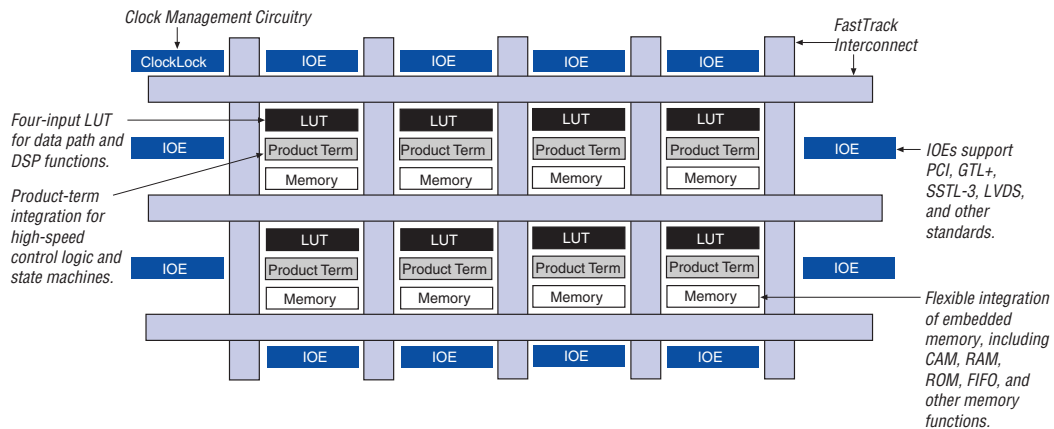 Clock Management Circuitry
FastTrack
Interconnect
ClockLock
IOE
IOE
IOE
IOE
Four-input LUT
for data path and
DSP functions.
LUT
LUT
LUT
LUT
IOE
Product Term
Product Term
Product Term
Product Term
IOE
Memory
Memory
Memory
Memory
IOEs support
PCI, GTL+,
SSTL-3, LVDS,
and other
standards.
Product-term
integration for
high-speed
control logic and
state machines.
LUT
LUT
LUT
LUT
IOE
Product Term
Product Term
Product Term
Product Term
IOE
Memory
Memory
Memory
Memory
Flexible integration
of embedded
memory, including
CAM, RAM,
ROM, FIFO, and
other memory
functions.
IOE
IOE
IOE
IOE